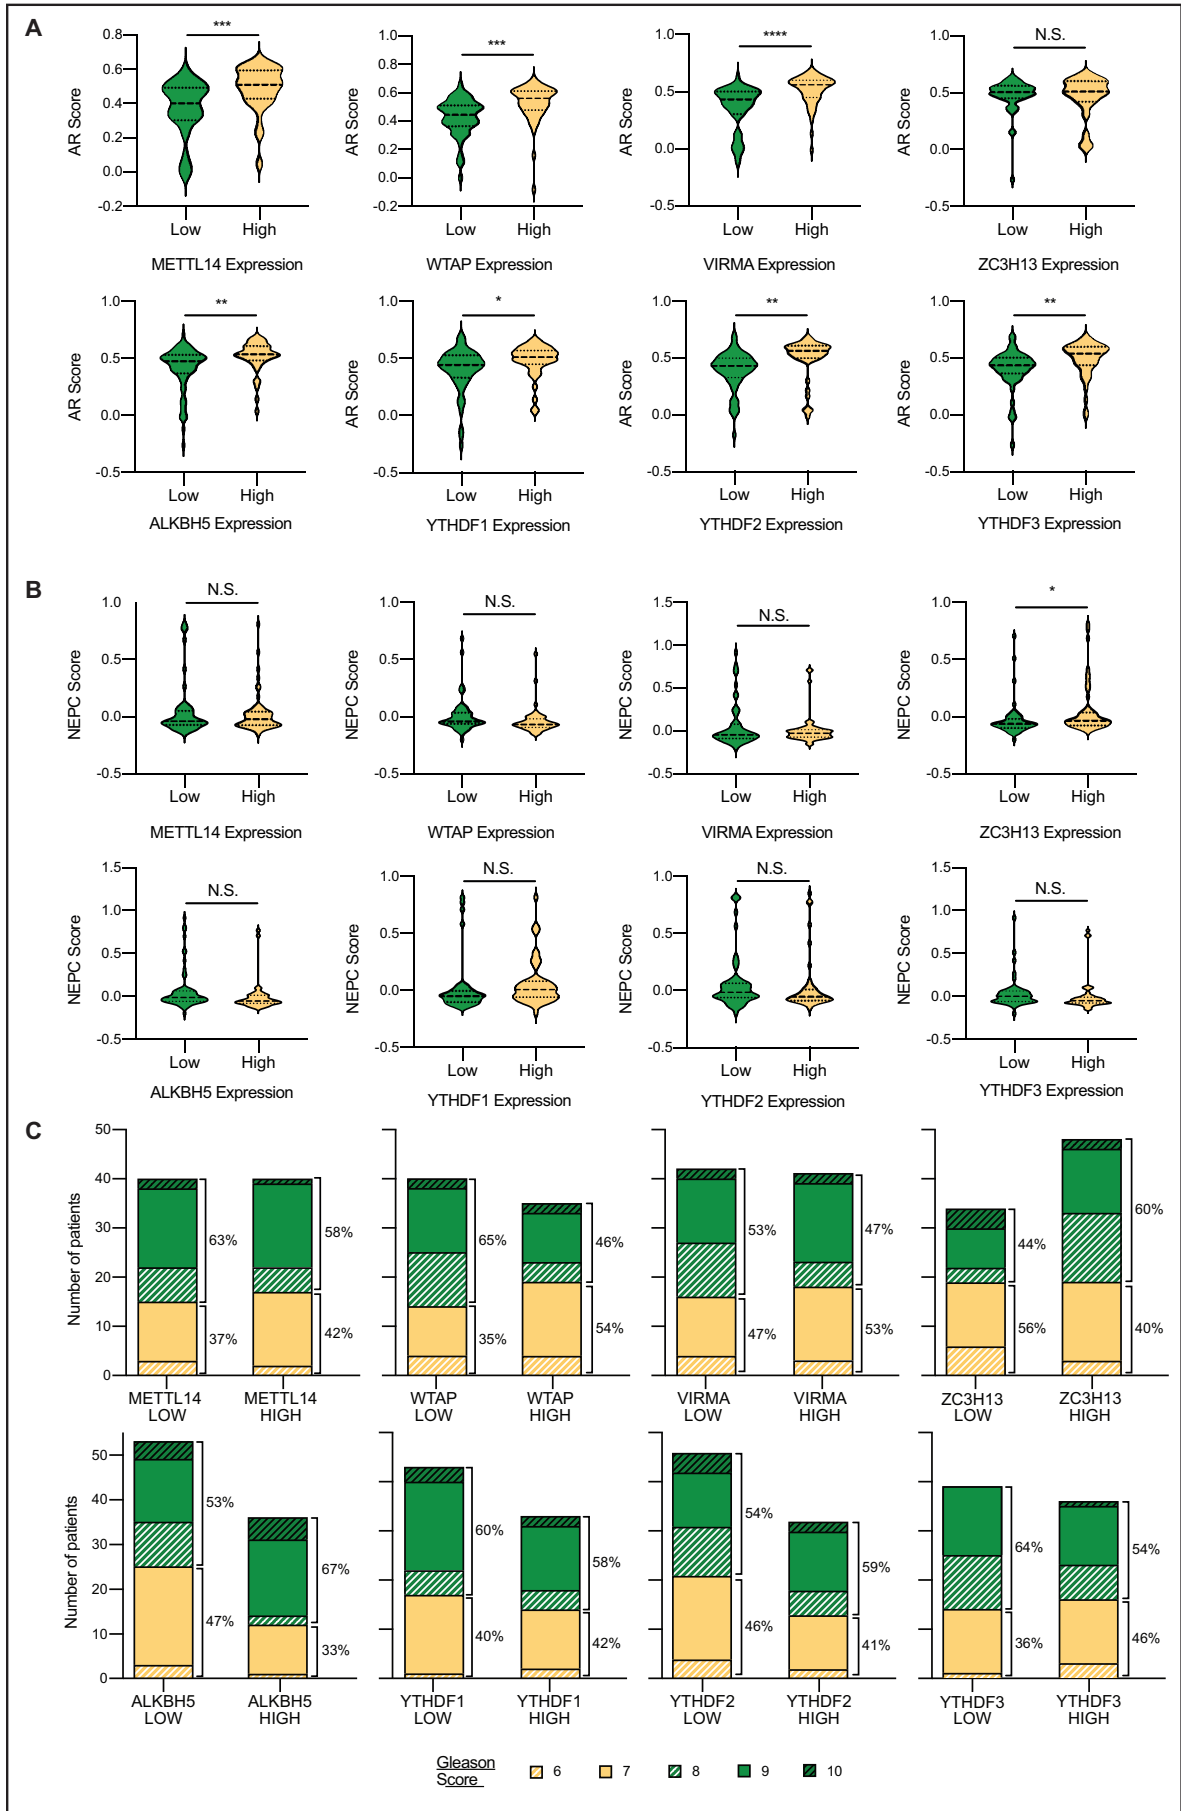 A
*** *** **** N.S.
0.8 0.6 0.4 0.2 0.0 -0.2
1.0 0.8 0.6 0.4 0.2 0.0 -0.2
1.0 0.5 0.0 -0.5
1.0 0.5 0.0 -0.5
AR Score AR Score AR Score AR Score
Low High Low High Low High Low High
METTL14 Expression WTAP Expression VIRMA Expression ZC3H13 Expression
** * ** **
1.0 0.5 0.0 -0.5
1.0 0.5 0.0 -0.5
1.0 0.5 0.0 -0.5
1.0 0.5 0.0 -0.5
AR Score AR Score AR Score AR Score
Low High Low High Low High Low High
ALKBH5 Expression YTHDF1 Expression YTHDF2 Expression YTHDF3 Expression
B
N.S. N.S. N.S. *
1.0 0.5 0.0 -0.5
1.0 0.5 0.0 -0.5
1.5 1.0 0.5 0.0 -0.5
1.0 0.5 0.0 -0.5
NEPC Score NEPC Score NEPC Score NEPC Score
Low High Low High Low High Low High
METTL14 Expression WTAP Expression VIRMA Expression ZC3H13 Expression
N.S. N.S. N.S. N.S.
1.5 1.0 0.5 0.0 -0.5
1.0 0.5 0.0 -0.5
1.0 0.5 0.0 -0.5
1.5 1.0 0.5 0.0 -0.5
NEPC Score NEPC Score NEPC Score NEPC Score
Low High Low High Low High Low High
ALKBH5 Expression YTHDF1 Expression YTHDF2 Expression YTHDF3 Expression
C
50 40 30 20 10 0
Number of patients
63% 58% 65% 46% 53% 47% 44% 60%
37% 42% 35% 54% 47% 53% 56% 40%
METTL14 METTL14 WTAP WTAP VIRMA VIRMA ZC3H13 ZC3H13
LOW HIGH LOW HIGH LOW HIGH LOW HIGH
50 40 30 20 10 0
Number of patients
53% 67% 60% 58% 54% 59% 64% 54%
47% 33% 40% 42% 46% 41% 36% 46%
ALKBH5 ALKBH5 YTHDF1 YTHDF1 YTHDF2 YTHDF2 YTHDF3 YTHDF3
LOW HIGH LOW HIGH LOW HIGH LOW HIGH
Gleason
Score 6 7 8 9 10